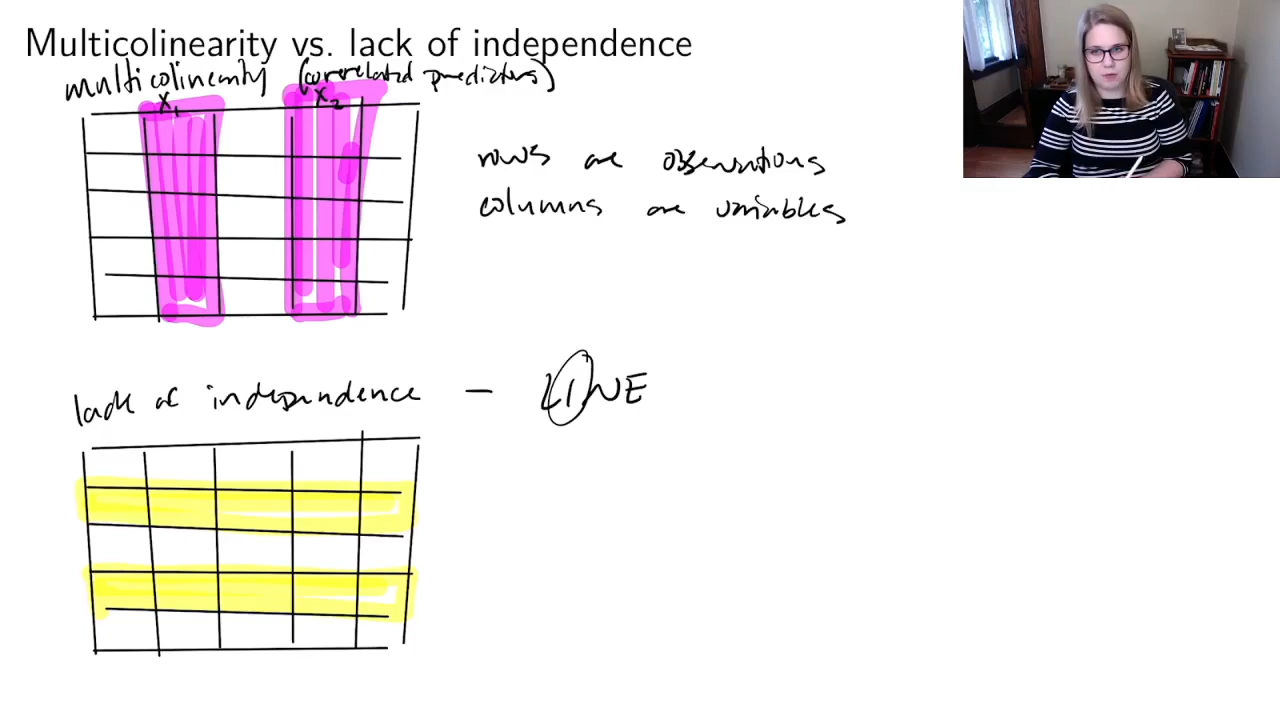 Multicolinearity vs. lack of independence
multicolinearity (correlated predictors)
x₁ x₂
rows are observations
columns are variables
lack of independence — LINE